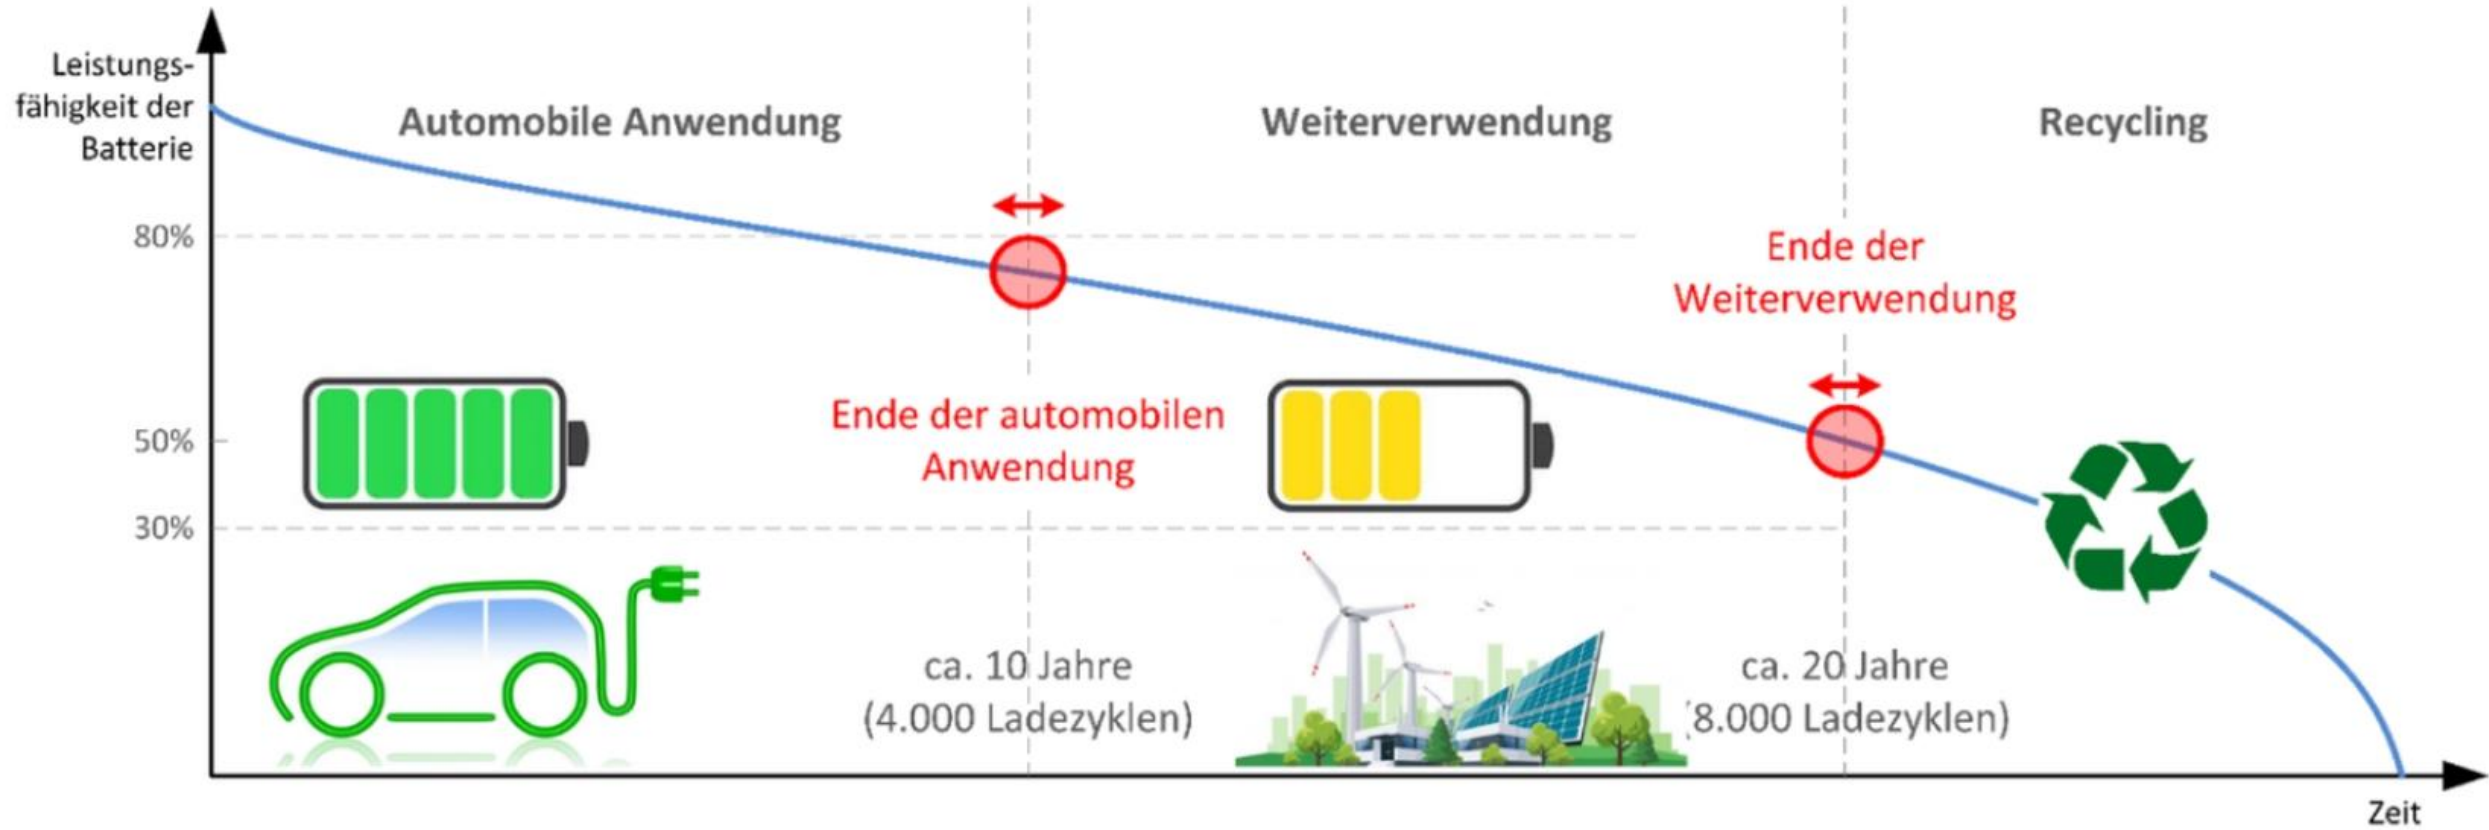 Leistungs-
fähigkeit der
Batterie
Automobile Anwendung
Weiterverwendung
Recycling
80%
Ende der
Weiterverwendung
Ende der automobilen
Anwendung
50%
30%
ca. 10 Jahre
(4.000 Ladezyklen)
ca. 20 Jahre
(8.000 Ladezyklen)
Zeit